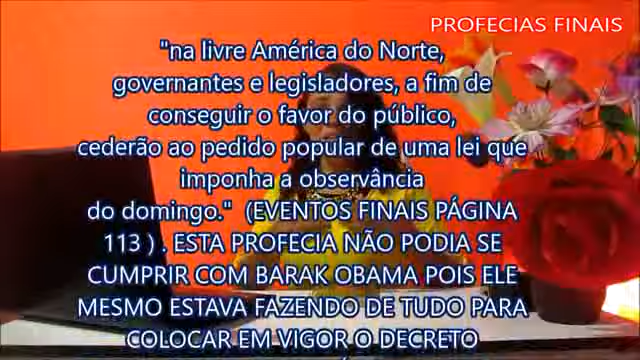 PROFECIAS FINAIS
"na livre América do Norte,
governantes e legisladores, a fim de
conseguir o favor do público,
cederão ao pedido popular de uma lei que
imponha a observância
do domingo." (EVENTOS FINAIS PÁGINA
113 ) . ESTA PROFECIA NÃO PODIA SE
CUMPRIR COM BARAK OBAMA POIS ELE
MESMO ESTAVA FAZENDO DE TUDO PARA
COLOCAR EM VIGOR O DECRETO